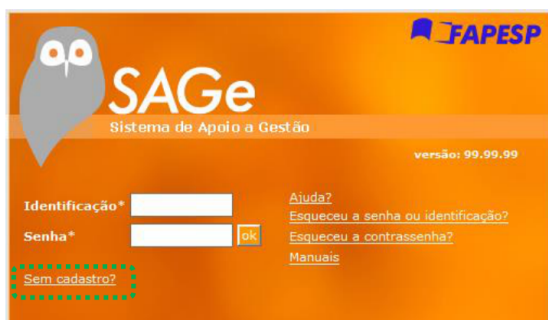 FAPESP
SAGe
Sistema de Apoio a Gestão
versão: 99.99.99
Identificação*
Senha*
ok
Sem cadastro?
Ajuda?
Esqueceu a senha ou identificação?
Esqueceu a contrassenha?
Manuais